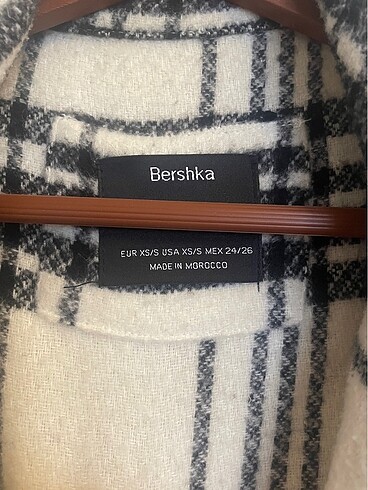 Bershka
EUR XS/S USA XS/S MEX 24/26
MADE IN MOROCCO